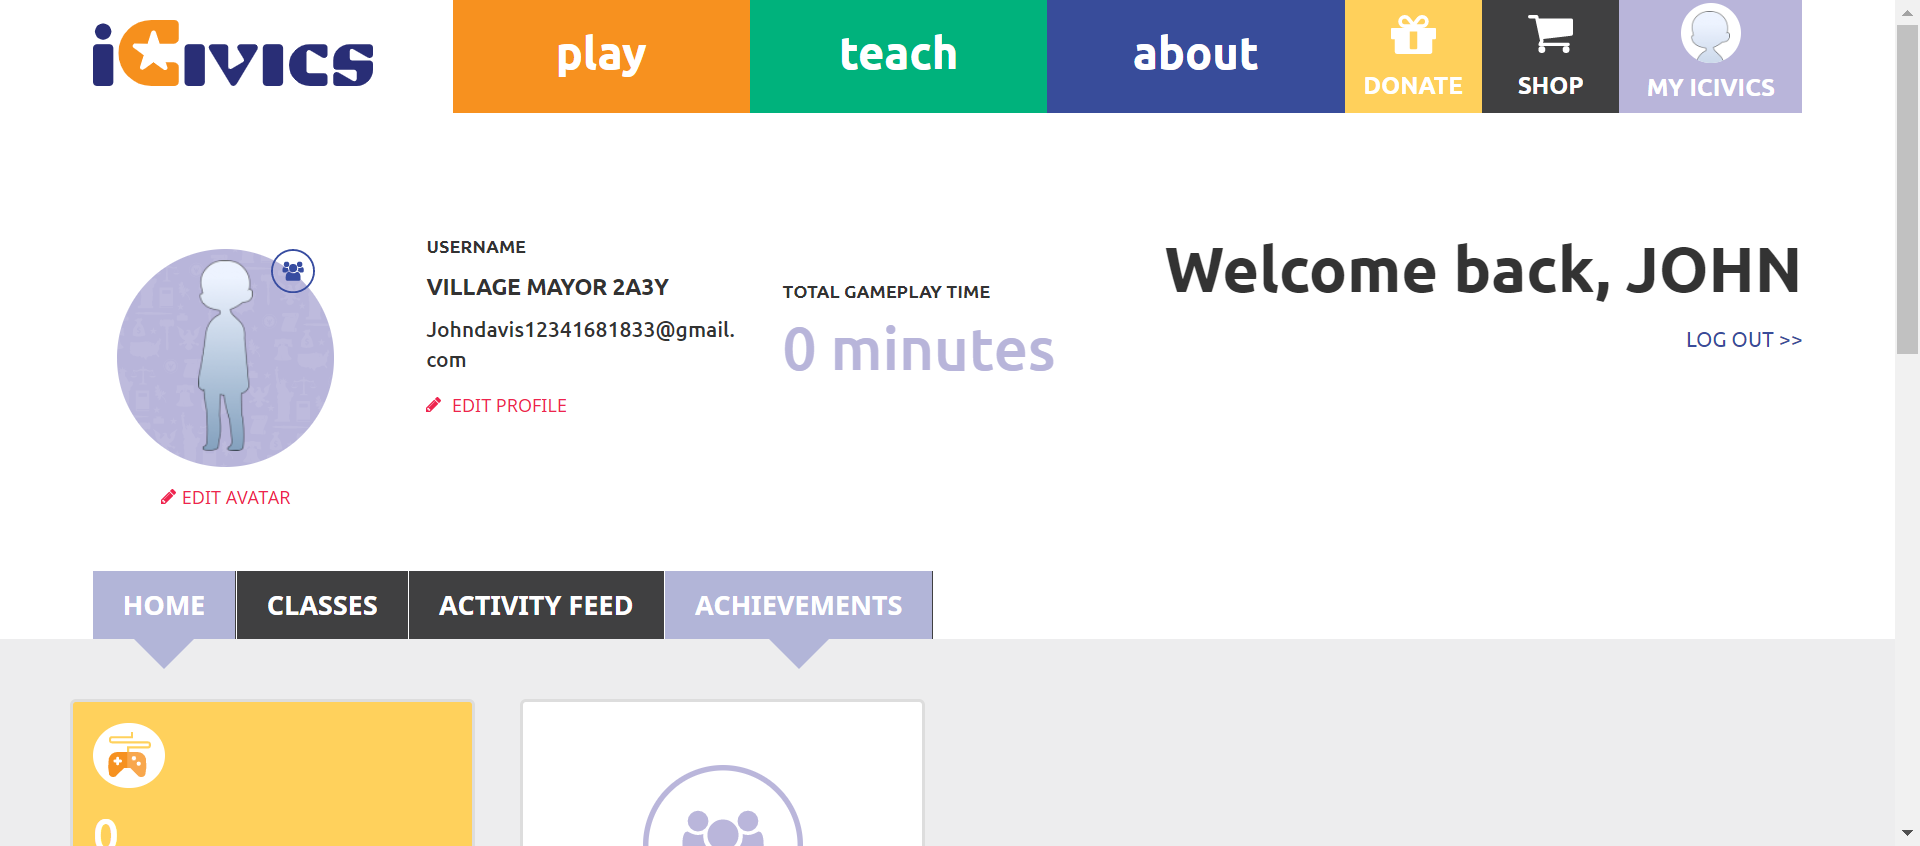 iCivics
play
teach
about
DONATE
SHOP
MY ICIVICS
USERNAME
VILLAGE MAYOR 2A3Y
Johndavis12341681833@gmail.
com
EDIT PROFILE
TOTAL GAMEPLAY TIME
0 minutes
Welcome back, JOHN
LOG OUT >>
EDIT AVATAR
HOME
CLASSES
ACTIVITY FEED
ACHIEVEMENTS
0